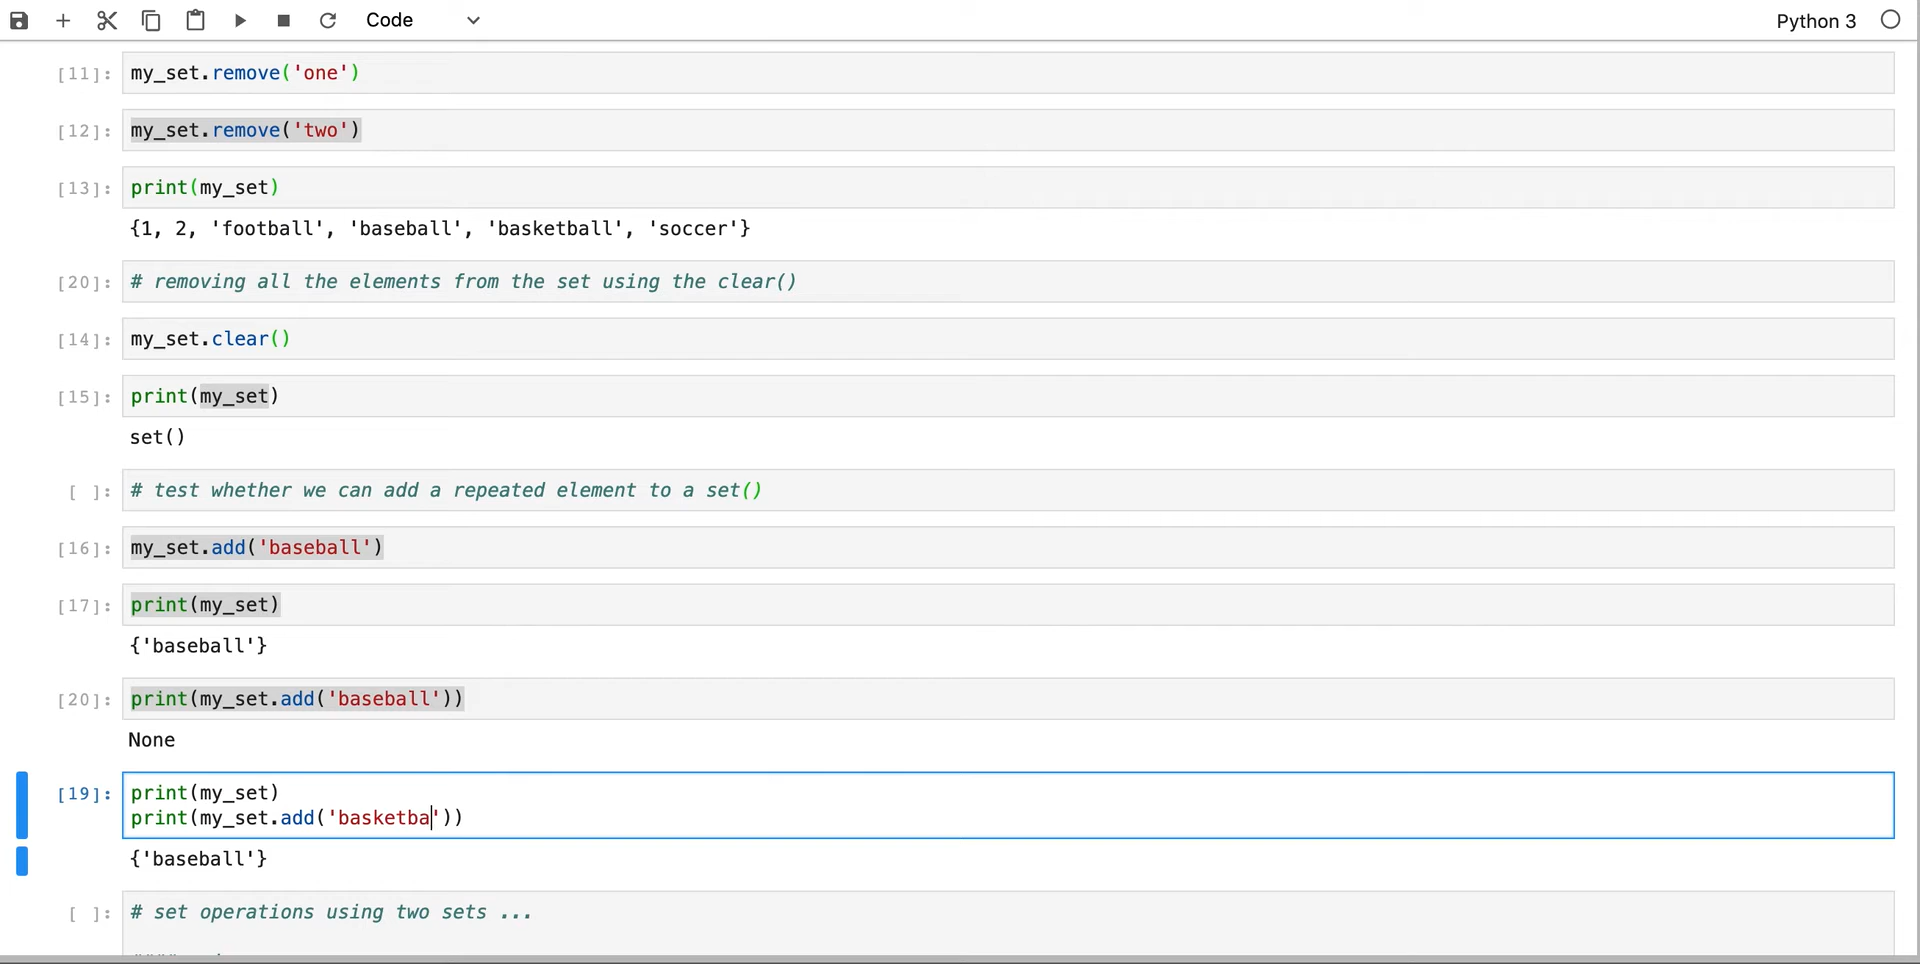 Code
Python 3
[11]: my_set.remove('one')
[12]: my_set.remove('two')
[13]: print(my_set)
{1, 2, 'football', 'baseball', 'basketball', 'soccer'}
[20]: # removing all the elements from the set using the clear()
[14]: my_set.clear()
[15]: print(my_set)
set()
[ ]: # test whether we can add a repeated element to a set()
[16]: my_set.add('baseball')
[17]: print(my_set)
{'baseball'}
[20]: print(my_set.add('baseball'))
None
[19]: print(my_set)
print(my_set.add('basketba'))
{'baseball'}
[ ]: # set operations using two sets ...